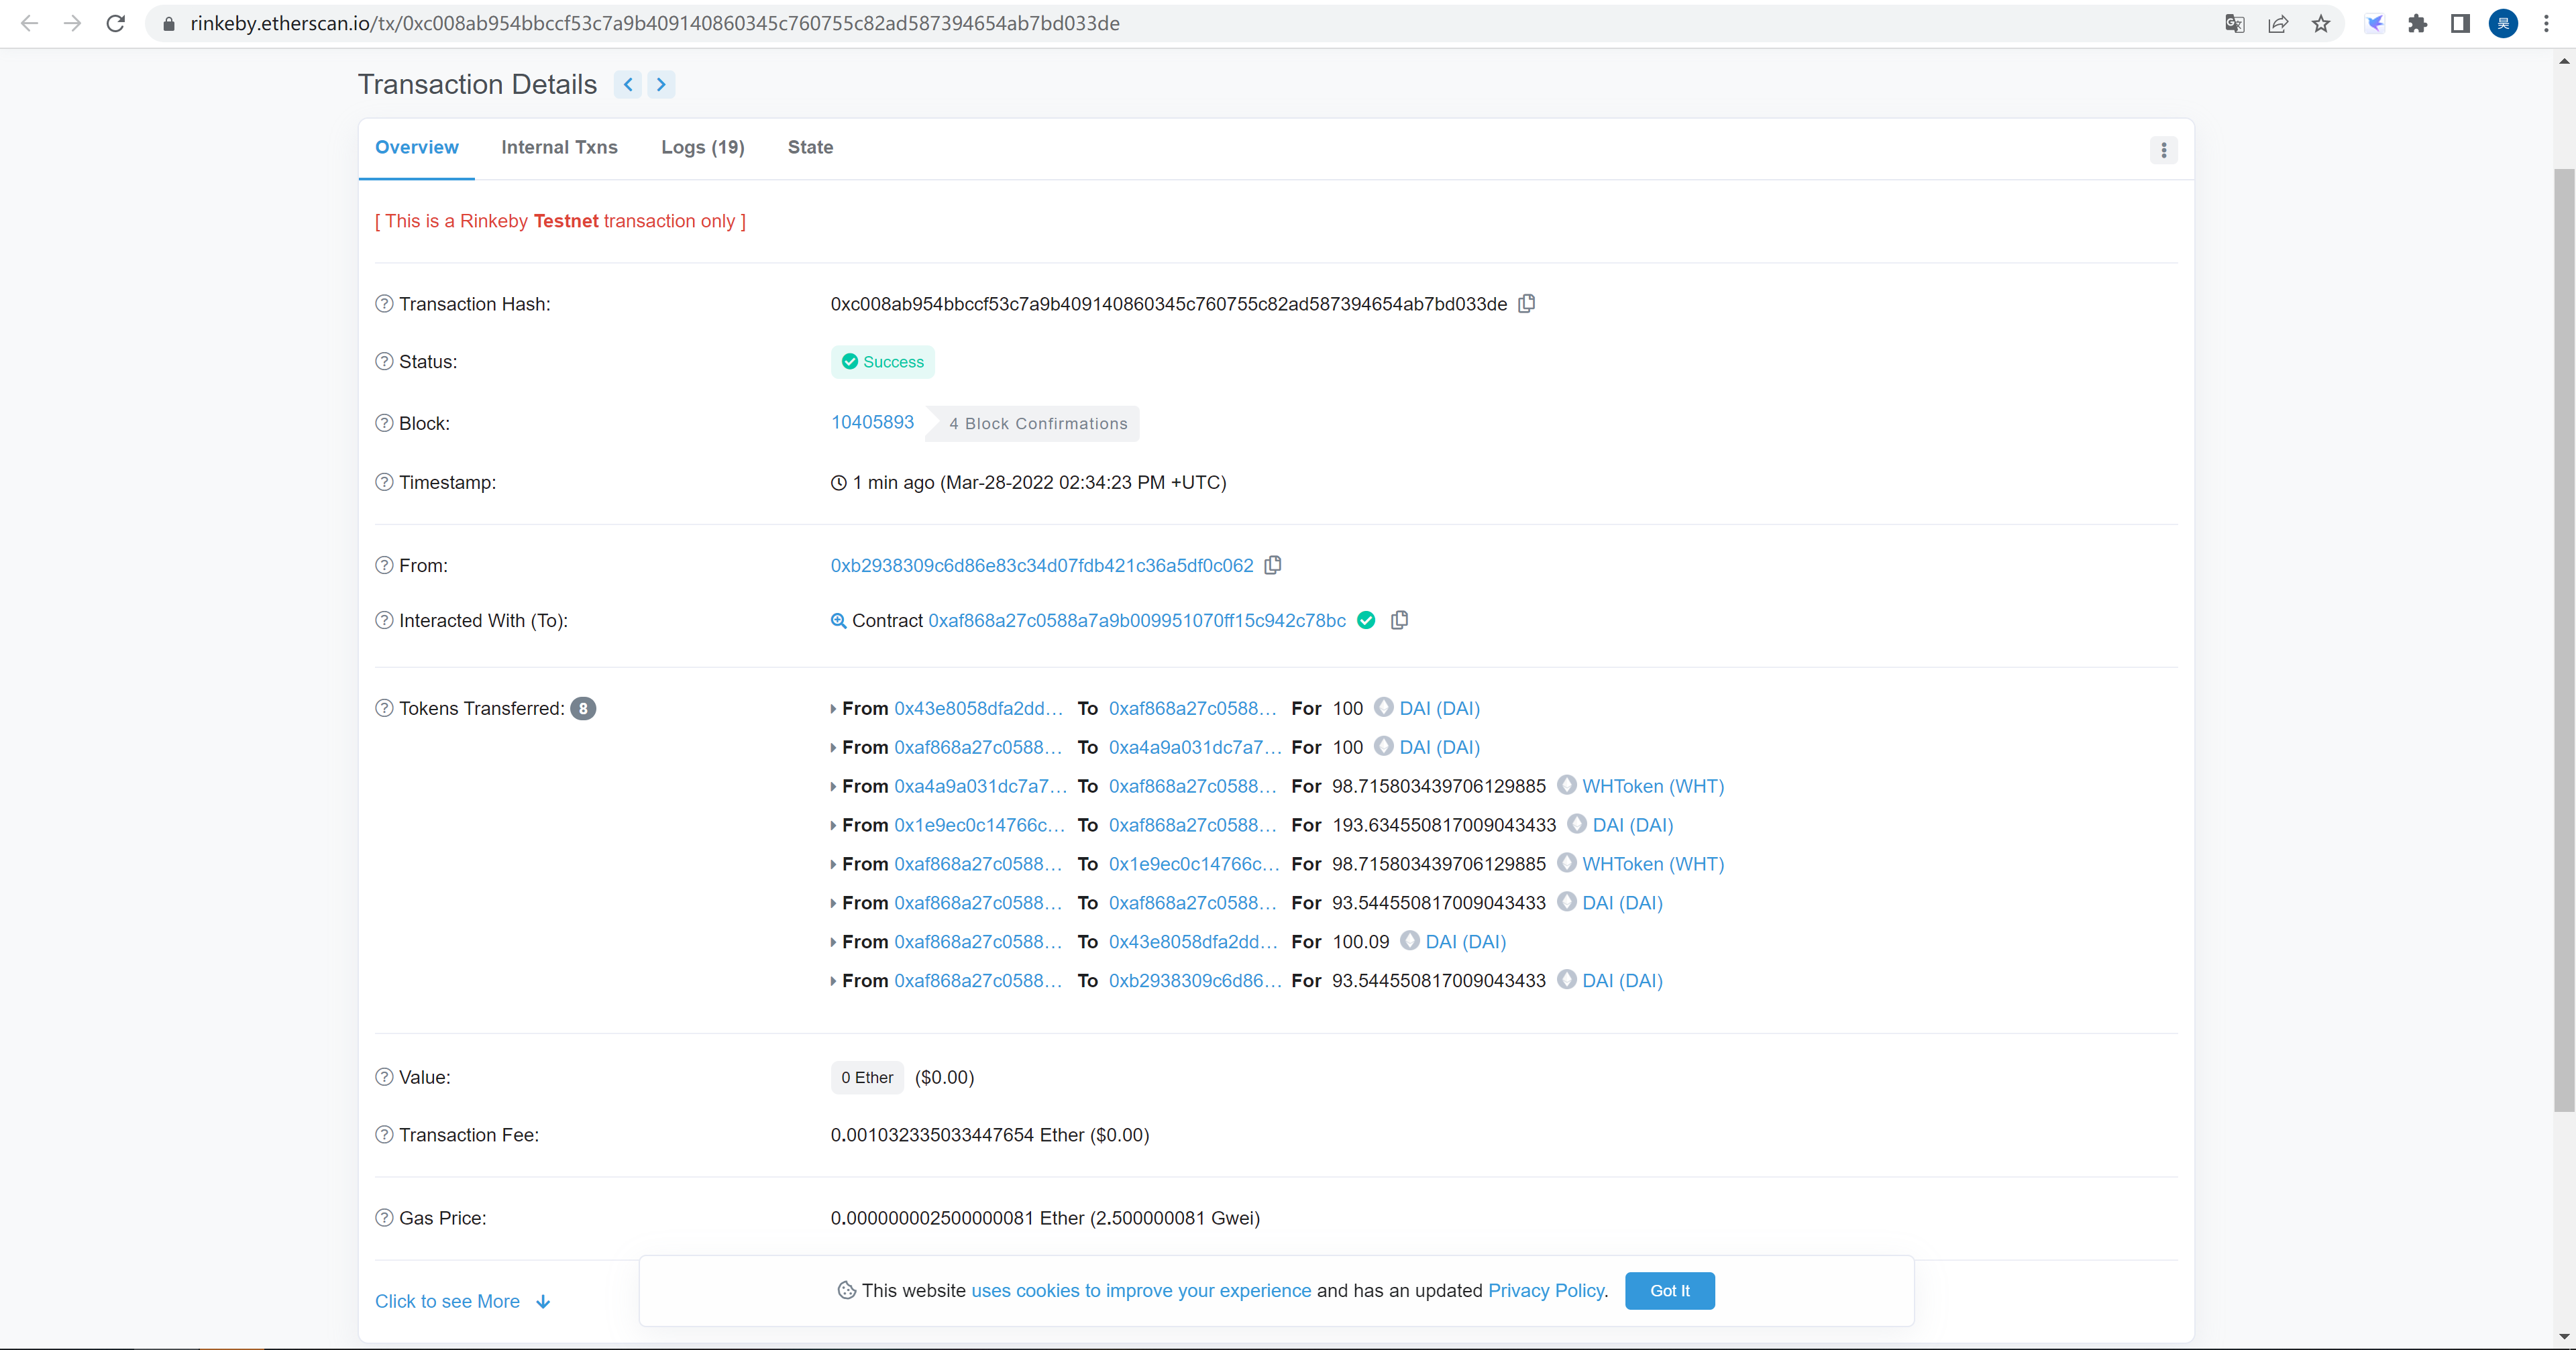 rinkeby.etherscan.io/tx/0xc008ab954bbccf53c7a9b409140860345c760755c82ad587394654ab7bd033de
昊
Transaction Details
Overview Internal Txns Logs (19) State
[ This is a Rinkeby Testnet transaction only ]
Transaction Hash: 0xc008ab954bbccf53c7a9b409140860345c760755c82ad587394654ab7bd033de
Status: Success
Block: 10405893 4 Block Confirmations
Timestamp: 1 min ago (Mar-28-2022 02:34:23 PM +UTC)
From: 0xb2938309c6d86e83c34d07fdb421c36a5df0c062
Interacted With (To): Contract 0xaf868a27c0588a7a9b009951070ff15c942c78bc
Tokens Transferred: 8
From 0x43e8058dfa2dd... To 0xaf868a27c0588... For 100 DAI (DAI)
From 0xaf868a27c0588... To 0xa4a9a031dc7a7... For 100 DAI (DAI)
From 0xa4a9a031dc7a7... To 0xaf868a27c0588... For 98.715803439706129885 WHToken (WHT)
From 0x1e9ec0c14766c... To 0xaf868a27c0588... For 193.634550817009043433 DAI (DAI)
From 0xaf868a27c0588... To 0x1e9ec0c14766c... For 98.715803439706129885 WHToken (WHT)
From 0xaf868a27c0588... To 0xaf868a27c0588... For 93.544550817009043433 DAI (DAI)
From 0xaf868a27c0588... To 0x43e8058dfa2dd... For 100.09 DAI (DAI)
From 0xaf868a27c0588... To 0xb2938309c6d86... For 93.544550817009043433 DAI (DAI)
Value: 0 Ether ($0.00)
Transaction Fee: 0.001032335033447654 Ether ($0.00)
Gas Price: 0.000000002500000081 Ether (2.500000081 Gwei)
This website uses cookies to improve your experience and has an updated Privacy Policy. Got It
Click to see More